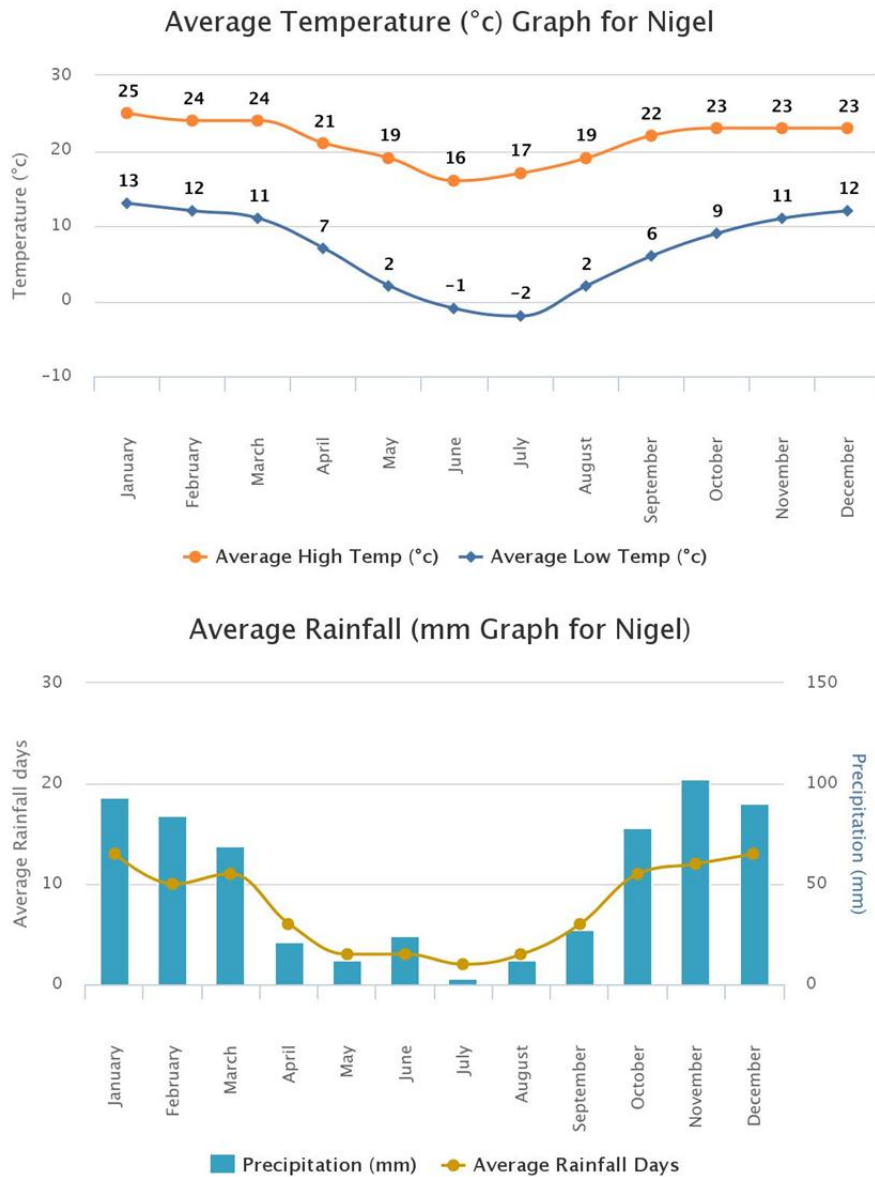 Average Temperature (°c) Graph for Nigel
Temperature (°c)
30
20
10
0
−10
25
24
24
21
19
16
17
19
22
23
23
23
13
12
11
7
2
−1
−2
2
6
9
11
12
January
February
March
April
May
June
July
August
September
October
November
December
Average High Temp (°c)
Average Low Temp (°c)
Average Rainfall (mm Graph for Nigel)
Average Rainfall days
30
20
10
0
150
100
50
0
Precipitation (mm)
January
February
March
April
May
June
July
August
September
October
November
December
Precipitation (mm)
Average Rainfall Days